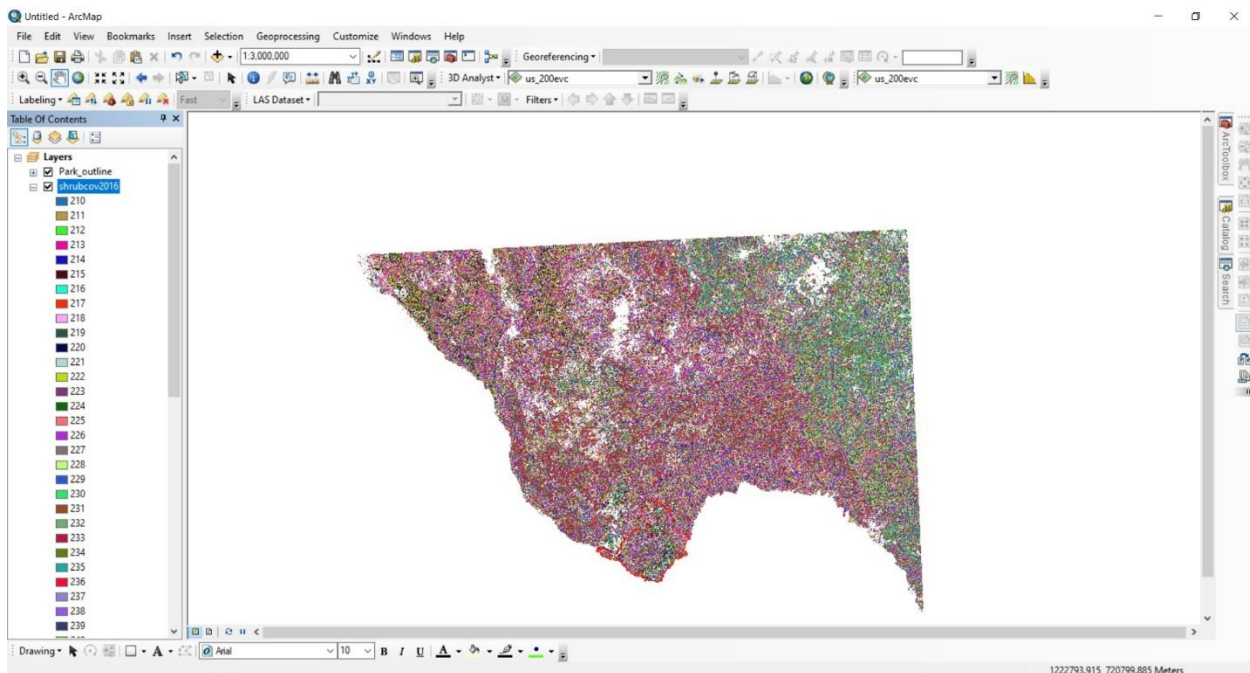 Untitled - ArcMap
File Edit View Bookmarks Insert Selection Geoprocessing Customize Windows Help
1:3,000,000 Georeferencing
3D Analyst us_200evc us_200evc
Labeling Fast LAS Dataset Filters
Table Of Contents
Layers
Park_outline
shrubcov2016
210
211
212
213
214
215
216
217
218
219
220
221
222
223
224
225
226
227
228
229
230
231
232
233
234
235
236
237
238
239
ArcToolbox
Catalog
Search
Drawing A Arial 10 B I U A
1222793.915 720799.885 Meters